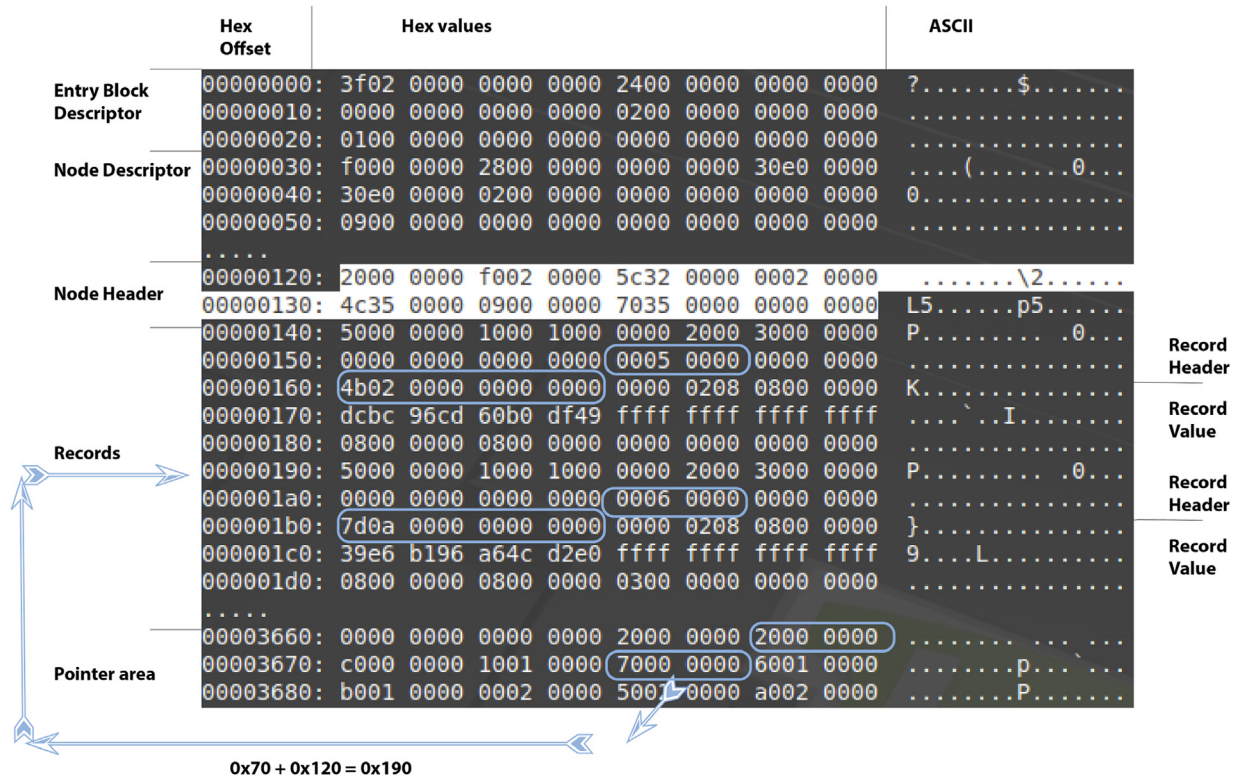 Hex Offset
Hex values
ASCII
Entry Block Descriptor
00000000: 3f02 0000 0000 0000 2400 0000 0000 0000 ?.......$.......
00000010: 0000 0000 0000 0000 0200 0000 0000 0000 ................
00000020: 0100 0000 0000 0000 0000 0000 0000 0000 ................
Node Descriptor
00000030: f000 0000 2800 0000 0000 0000 30e0 0000 ....(.......0...
00000040: 30e0 0000 0200 0000 0000 0000 0000 0000 0...............
00000050: 0900 0000 0000 0000 0000 0000 0000 0000 ................
.....
Node Header
00000120: 2000 0000 f002 0000 5c32 0000 0002 0000 .......\2......
00000130: 4c35 0000 0900 0000 7035 0000 0000 0000 L5......p5......
00000140: 5000 0000 1000 1000 0000 2000 3000 0000 P......... .0...
00000150: 0000 0000 0000 0000 0005 0000 0000 0000 ................
Record Header
00000160: 4b02 0000 0000 0000 0000 0208 0800 0000 K...............
00000170: dcbc 96cd 60b0 df49 ffff ffff ffff ffff ....`..I........
Record Value
00000180: 0800 0000 0800 0000 0000 0000 0000 0000 ................
Records
00000190: 5000 0000 1000 1000 0000 2000 3000 0000 P......... .0...
000001a0: 0000 0000 0000 0000 0006 0000 0000 0000 ................
Record Header
000001b0: 7d0a 0000 0000 0000 0000 0208 0800 0000 }...............
000001c0: 39e6 b196 a64c d2e0 ffff ffff ffff ffff 9....L..........
Record Value
000001d0: 0800 0000 0800 0000 0300 0000 0000 0000 ................
.....
00003660: 0000 0000 0000 0000 2000 0000 2000 0000 ........ ... ...
Pointer area
00003670: c000 0000 1001 0000 7000 0000 6001 0000 ........p...`...
00003680: b001 0000 0002 0000 5002 0000 a002 0000 ........P.......
0x70 + 0x120 = 0x190